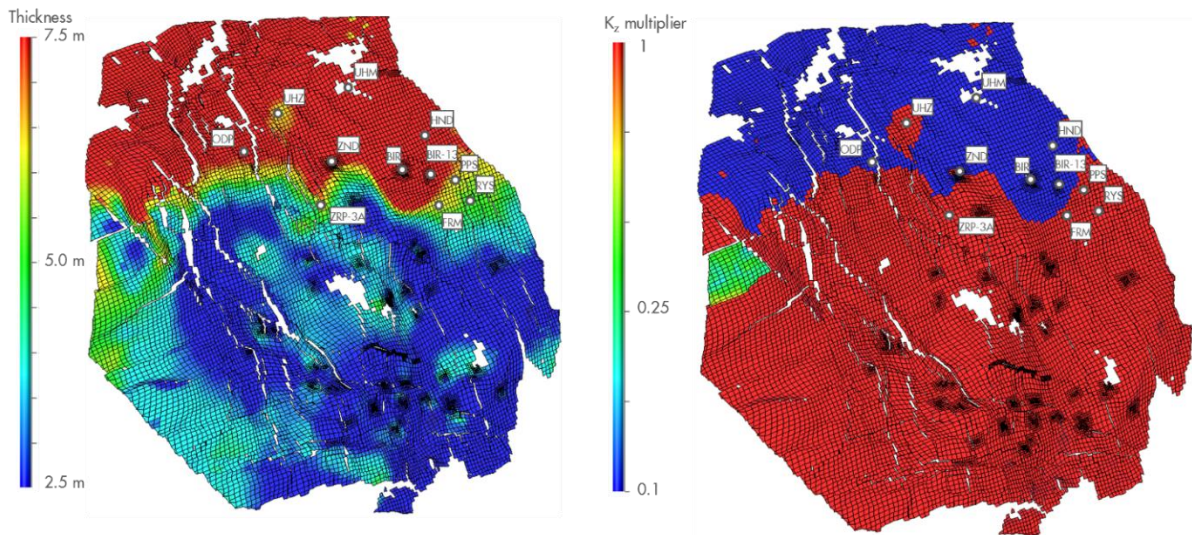 Thickness
7.5 m
5.0 m
2.5 m
UHM
UHZ
HND
ODP
ZND
BIR
BIR-13
PPS
RYS
ZRP-3A
FRM
Kz multiplier
1
0.25
0.1
UHM
UHZ
HND
ODP
ZND
BIR
BIR-13
PPS
RYS
ZRP-3A
FRM